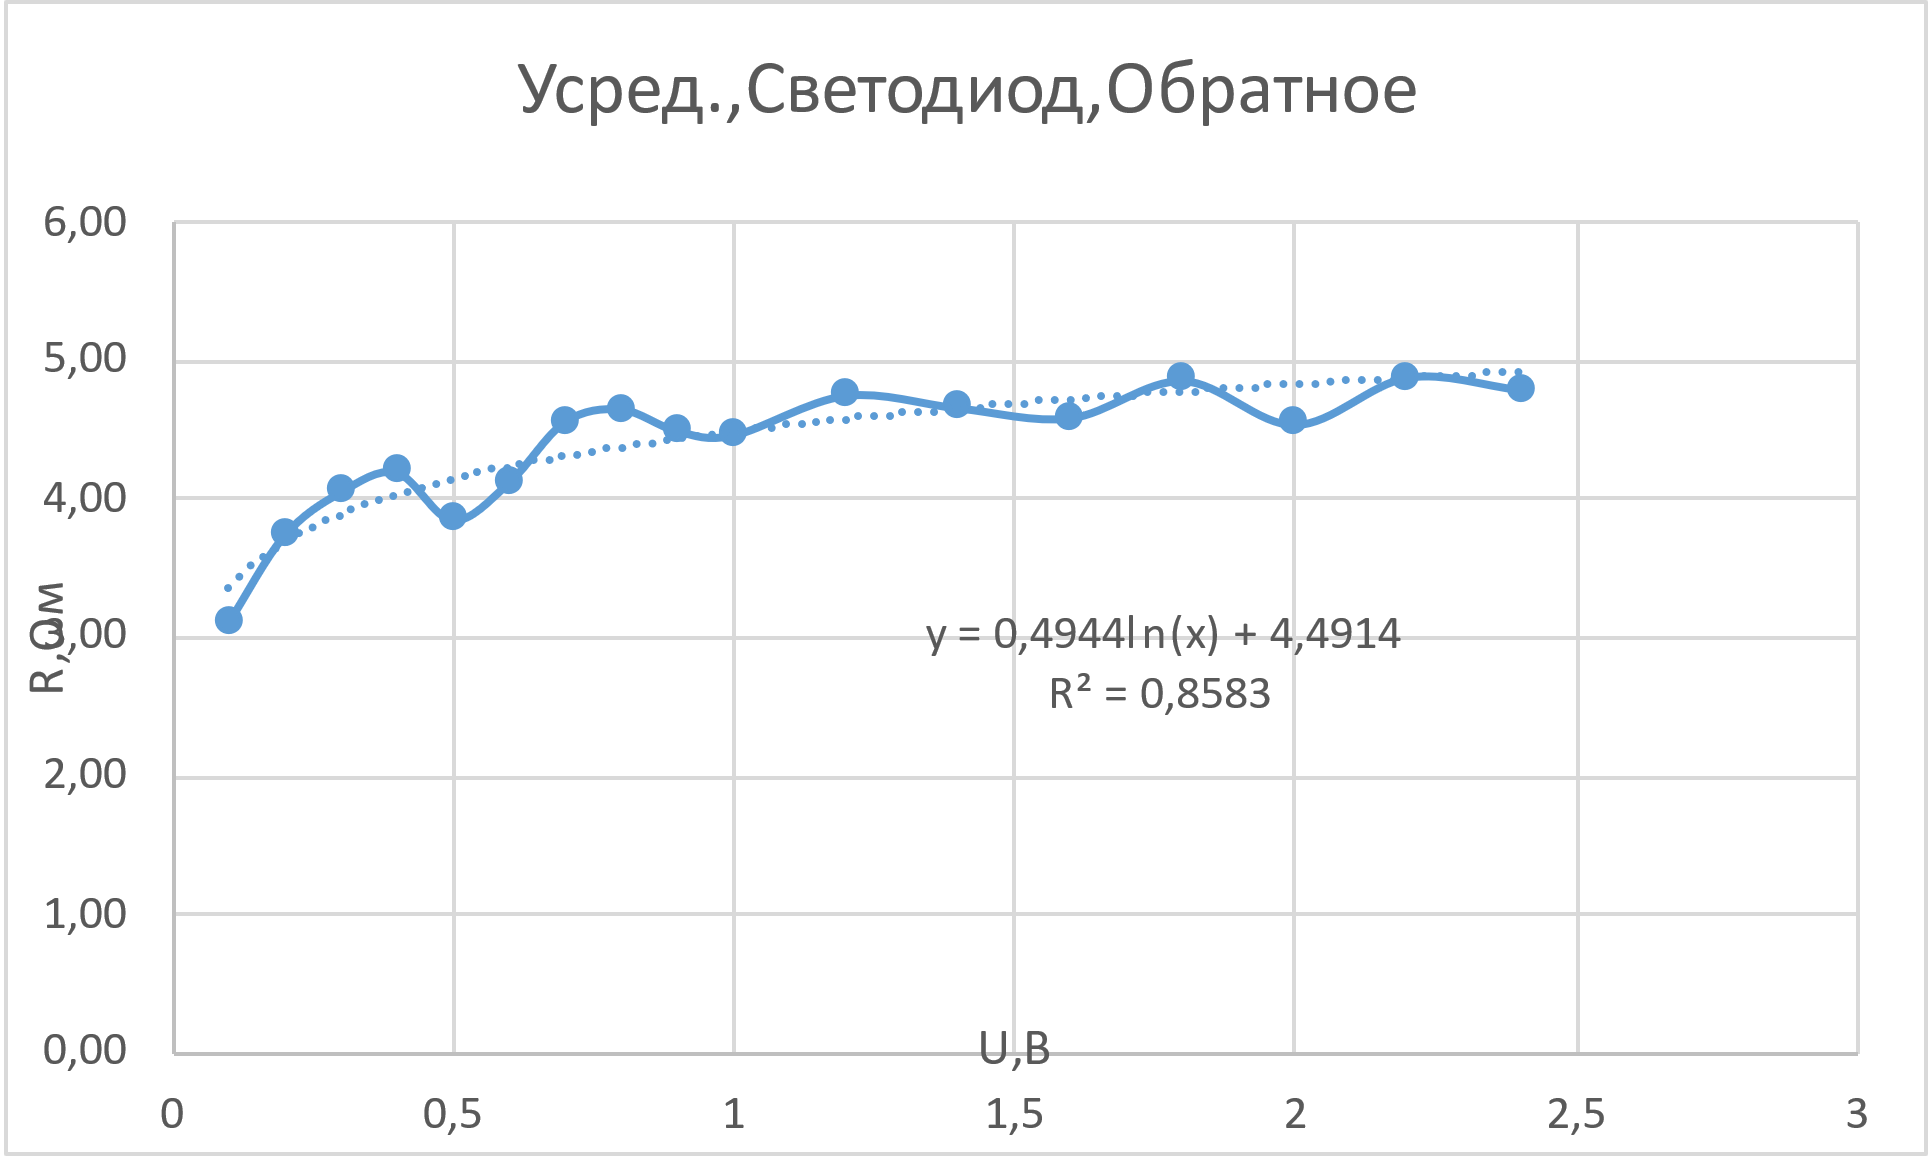 Усред.,Светодиод,Обратное
6,00
5,00
4,00
3,00
2,00
1,00
0,00
R,Ом
y = 0,4944ln(x) + 4,4914
R² = 0,8583
U,В
0
0,5
1
1,5
2
2,5
3